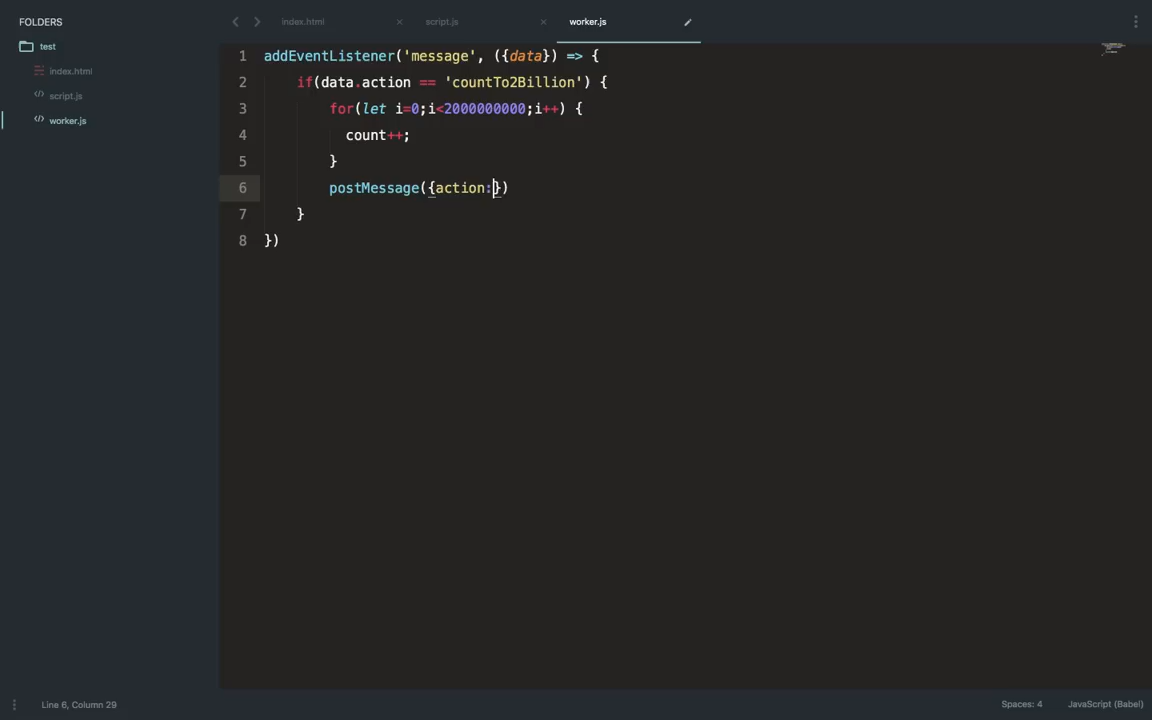 FOLDERS
index.html
script.js
worker.js
test
index.html
script.js
worker.js
1 addEventListener('message', ({data}) => {
2 if(data.action == 'countTo2Billion') {
3 for(let i=0;i<2000000000;i++) {
4 count++;
5 }
6 postMessage({action:})
7 }
8 })
Line 6, Column 29
Spaces: 4
JavaScript (Babel)